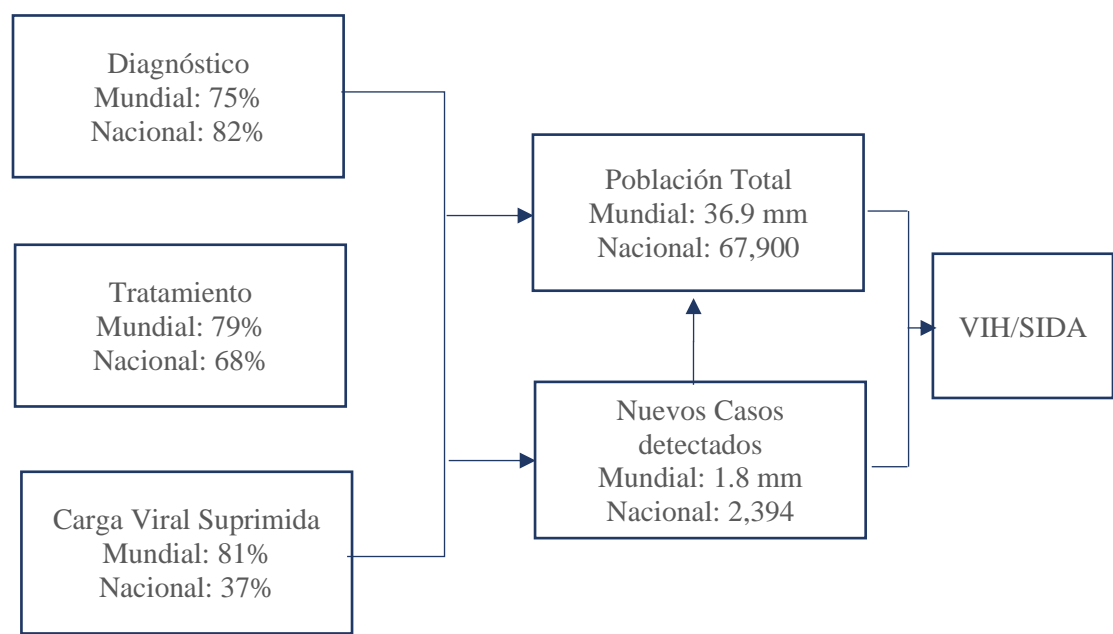 Diagnóstico
Mundial: 75%
Nacional: 82%
Tratamiento
Mundial: 79%
Nacional: 68%
Carga Viral Suprimida
Mundial: 81%
Nacional: 37%
Población Total
Mundial: 36.9 mm
Nacional: 67,900
Nuevos Casos
detectados
Mundial: 1.8 mm
Nacional: 2,394
VIH/SIDA